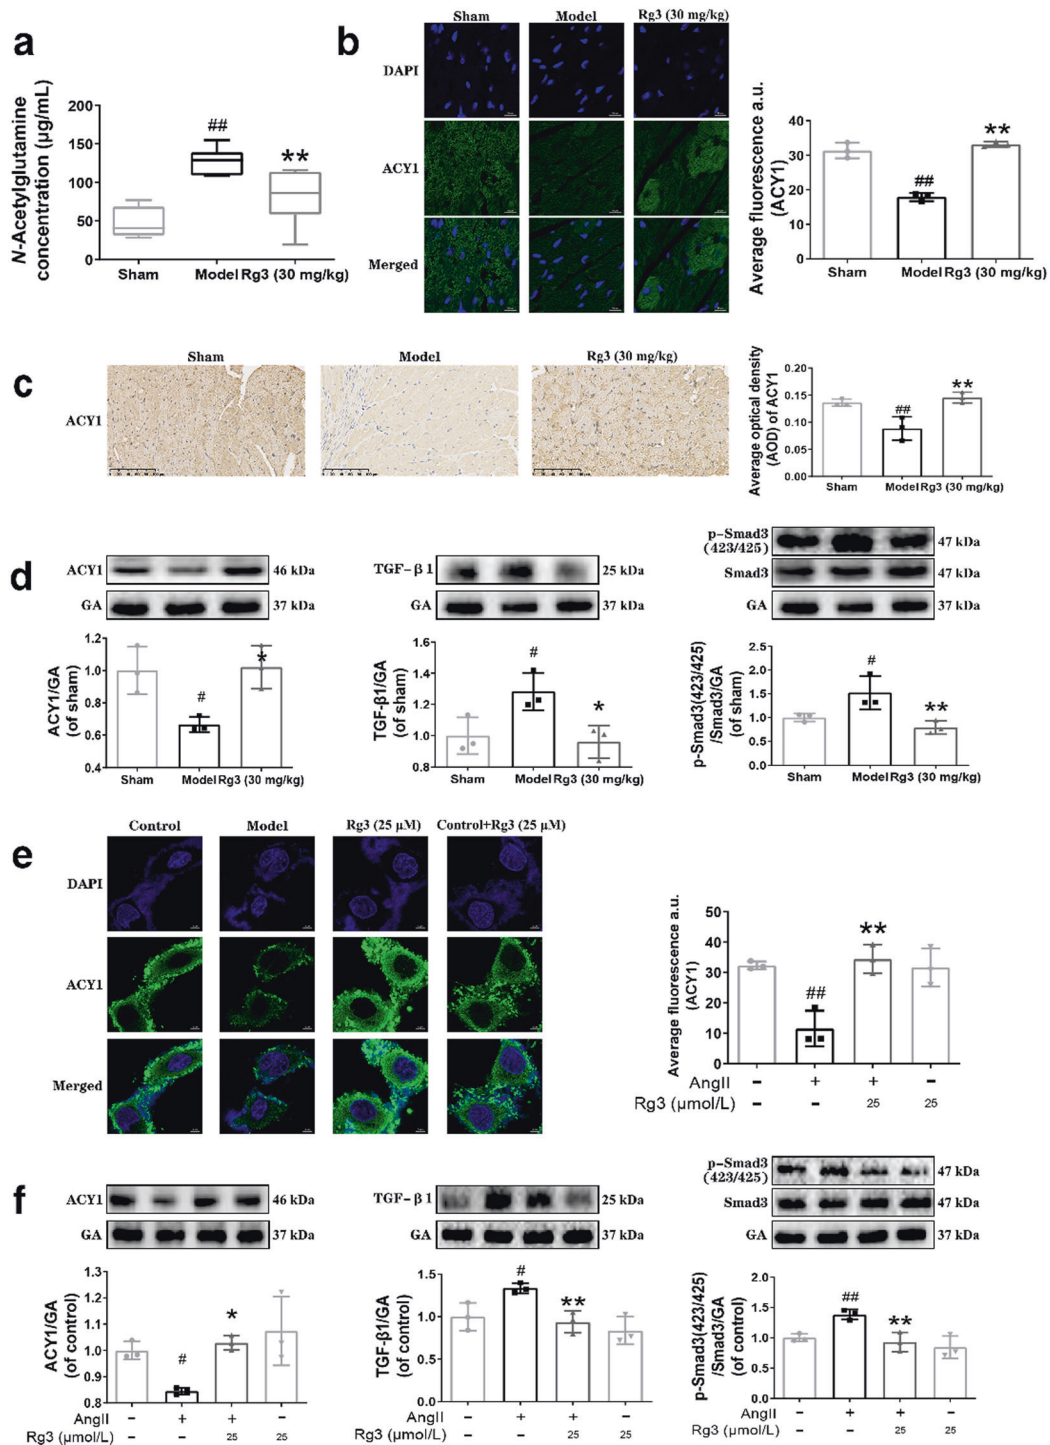 a
N-Acetylglutamine
concentration (μg/mL)
200
150
100
50
0
##
**
Sham
Model
Rg3 (30 mg/kg)
b
Sham
Model
Rg3 (30 mg/kg)
DAPI
ACY1
Merged
Average fluorescence a.u.
(ACY1)
40
30
20
10
0
##
**
Sham
Model
Rg3 (30 mg/kg)
c
Sham
Model
Rg3 (30 mg/kg)
ACY1
Average optical density
(AOD) of ACY1
0.20
0.15
0.10
0.05
0.00
##
**
Sham
Model
Rg3 (30 mg/kg)
d
ACY1
46 kDa
GA
37 kDa
ACY1/GA
(of sham)
1.2
1.0
0.8
0.6
0.4
#
*
Sham
Model
Rg3 (30 mg/kg)
TGF-β1
25 kDa
GA
37 kDa
TGF-β1/GA
(of sham)
1.6
1.4
1.2
1.0
0.8
#
*
Sham
Model
Rg3 (30 mg/kg)
p-Smad3
(423/425)
47 kDa
Smad3
47 kDa
GA
37 kDa
p-Smad3(423/425)
/Smad3/GA
(of sham)
2.5
2.0
1.5
1.0
0.5
0.0
#
**
Sham
Model
Rg3 (30 mg/kg)
e
Control
Model
Rg3 (25 μM)
Control+Rg3 (25 μM)
DAPI
ACY1
Merged
Average fluorescence a.u.
(ACY1)
50
40
30
20
10
0
##
**
AngII - + + -
Rg3 (μmol/L) - - 25 25
f
ACY1
46 kDa
GA
37 kDa
ACY1/GA
(of control)
1.3
1.2
1.1
1.0
0.9
0.8
#
*
AngII - + + -
Rg3 (μmol/L) - - 25 25
TGF-β1
25 kDa
GA
37 kDa
TGF-β1/GA
(of control)
1.5
1.0
0.5
0.0
#
**
AngII - + + -
Rg3 (μmol/L) - - 25 25
p-Smad3
(423/425)
47 kDa
Smad3
47 kDa
GA
37 kDa
p-Smad3(423/425)
/Smad3/GA
(of control)
2.0
1.5
1.0
0.5
0.0
##
**
AngII - + + -
Rg3 (μmol/L) - - 25 25